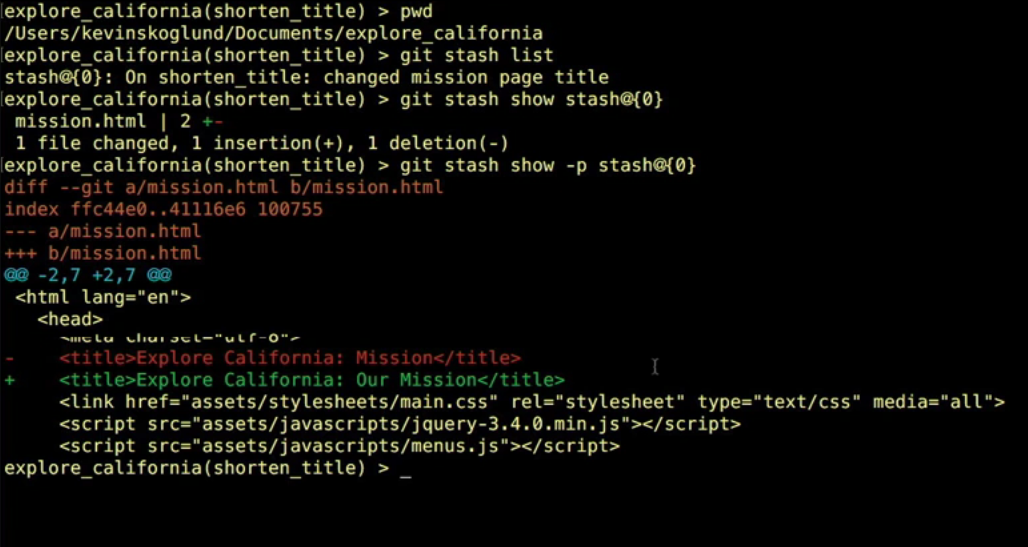 explore_california(shorten_title) > pwd
/Users/kevinskoglund/Documents/explore_california
explore_california(shorten_title) > git stash list
stash@{0}: On shorten_title: changed mission page title
explore_california(shorten_title) > git stash show stash@{0}
 mission.html | 2 +-
 1 file changed, 1 insertion(+), 1 deletion(-)
explore_california(shorten_title) > git stash show -p stash@{0}
diff --git a/mission.html b/mission.html
index ffc44e0..41116e6 100755
--- a/mission.html
+++ b/mission.html
@@ -2,7 +2,7 @@
 <html lang="en">
   <head>
     <meta charset="utf-8">
-    <title>Explore California: Mission</title>
+    <title>Explore California: Our Mission</title>
     <link href="assets/stylesheets/main.css" rel="stylesheet" type="text/css" media="all">
     <script src="assets/javascripts/jquery-3.4.0.min.js"></script>
     <script src="assets/javascripts/menus.js"></script>
explore_california(shorten_title) > _